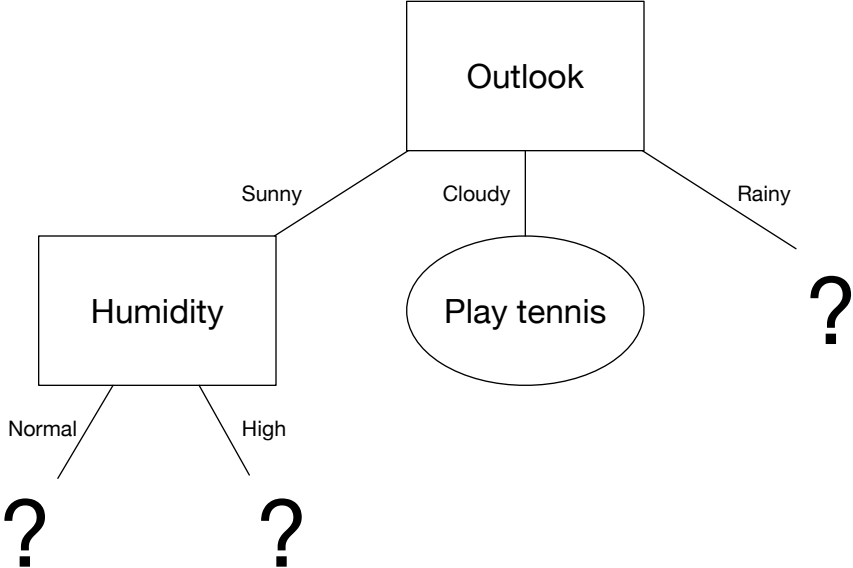 Outlook
Sunny
Cloudy
Rainy
Humidity
Play tennis
?
Normal
High
?
?